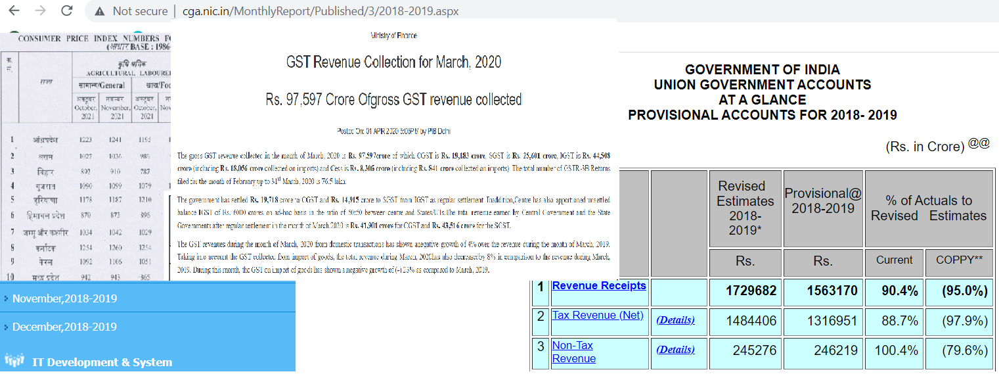 Not secure | cga.nic.in/MonthlyReport/Published/3/2018-2019.aspx
CONSUMER PRICE INDEX NUMBERS
(आधार BASE : 1986-
क्र.
सं.
राज्य
कृषि श्रमिक
AGRICULTURAL LABOURE
सामान्य/General
खाद्य/Foo
अक्टूबर नवम्बर अक्टूबर
October, November, October, Nov
2021 2021 2021
1 आंध्रप्रदेश 1223 1241 1195
2 असम 1027 1036 986
3 बिहार 892 910 787
4 गुजरात 1090 1099 1079
5 हरियाणा 1178 1187 1210
6 हिमाचल प्रदेश 870 873 896
7 जम्मू और कश्मीर 1034 1042 1029
8 कर्नाटक 1254 1260 1254
9 केरल 1092 1106 1051
10 मध्य प्रदेश 942 943 865
November,2018-2019
December,2018-2019
IT Development & System
Ministry of Finance
GST Revenue Collection for March, 2020
Rs. 97,597 Crore Ofgross GST revenue collected
Posted On: 01 APR 2020 6:05PM by PIB Delhi
The gross GST revenue collected in the month of March, 2020 is Rs. 97,597crore of which CGST is Rs. 19,183 crore, SGST is Rs. 25,601 crore, IGST is Rs. 44,508
crore (including Rs. 18,056 crore collected on imports) and Cess is Rs. 8,306 crore (including Rs. 841 crore collected on imports). The total number of GSTR-3B Returns
filed for the month of February up to 31st March, 2020 is 76.5 lakh.
The government has settled Rs. 19,718 crore to CGST and Rs. 14,915 crore to SGST from IGST as regular settlement. Inaddition,Centre has also apportioned unsettled
balance IGST of Rs. 6000 crores on ad-hoc basis in the ratio of 50:50 between centre and States/UTs.The total revenue earned by Central Government and the State
Governments after regular settlement in the month of March,2020 is Rs. 41,901 crore for CGST and Rs. 43,516 crore for the SGST.
The GST revenues during the month of March, 2020 from domestic transactions has shown anegative growth of 4% over the revenue during the month of March, 2019.
Taking into account the GST collected from import of goods, the total revenue during March, 2020has also decreasedby 8% in comparison to the revenue during March,
2019. During this month, the GST on import of goods has shown a negative growth of (-) 23% as compared to March, 2019.
GOVERNMENT OF INDIA
UNION GOVERNMENT ACCOUNTS
AT A GLANCE
PROVISIONAL ACCOUNTS FOR 2018- 2019
(Rs. in Crore) @@
Revised
Estimates
2018-
2019*
Provisional@
2018-2019
% of Actuals to
Revised Estimates
Rs. Rs. Current COPPY**
1 Revenue Receipts 1729682 1563170 90.4% (95.0%)
2 Tax Revenue (Net) (Details) 1484406 1316951 88.7% (97.9%)
3 Non-Tax
Revenue (Details) 245276 246219 100.4% (79.6%)